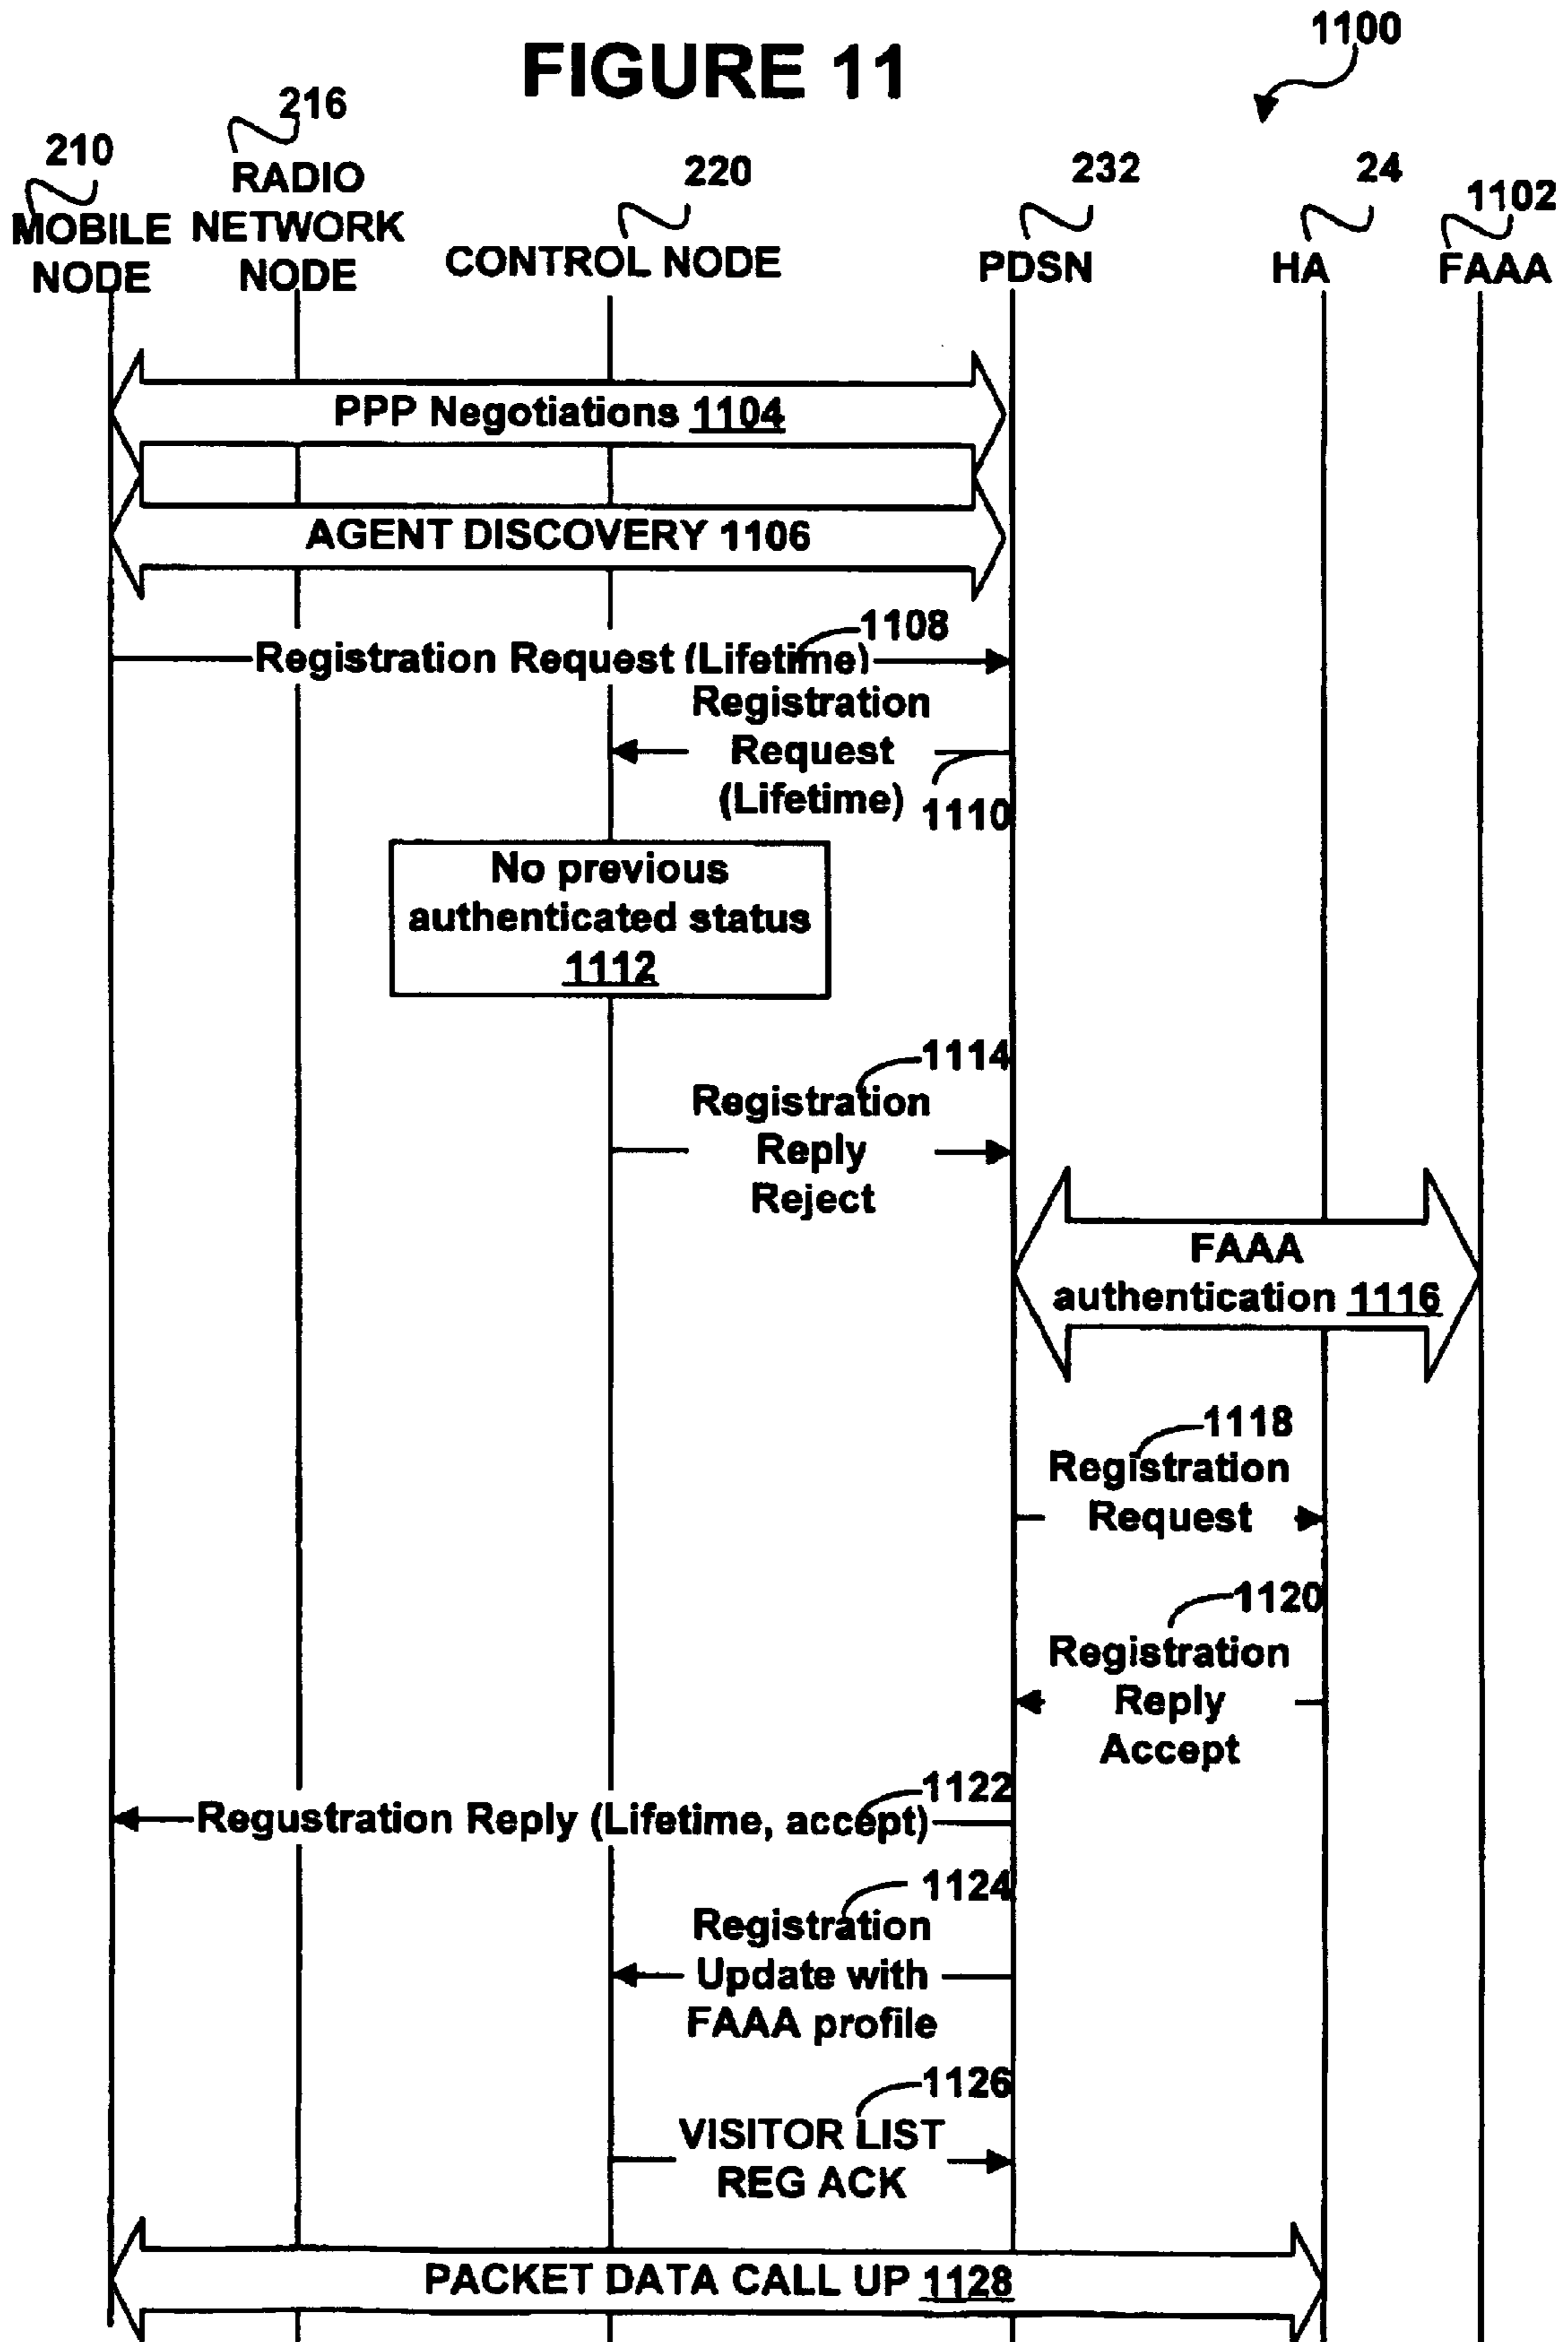 FIGURE 11
1100
210
MOBILE
NODE
216
RADIO
NETWORK
NODE
220
CONTROL NODE
232
PDSN
24
HA
1102
FAAA
PPP Negotiations 1104
AGENT DISCOVERY 1106
1108
Registration Request (Lifetime)
Registration
Request
(Lifetime)
1110
No previous
authenticated status
1112
1114
Registration
Reply
Reject
FAAA
authentication 1116
1118
Registration
Request
1120
Registration
Reply
Accept
1122
Regustration Reply (Lifetime, accept)
1124
Registration
Update with
FAAA profile
1126
VISITOR LIST
REG ACK
PACKET DATA CALL UP 1128